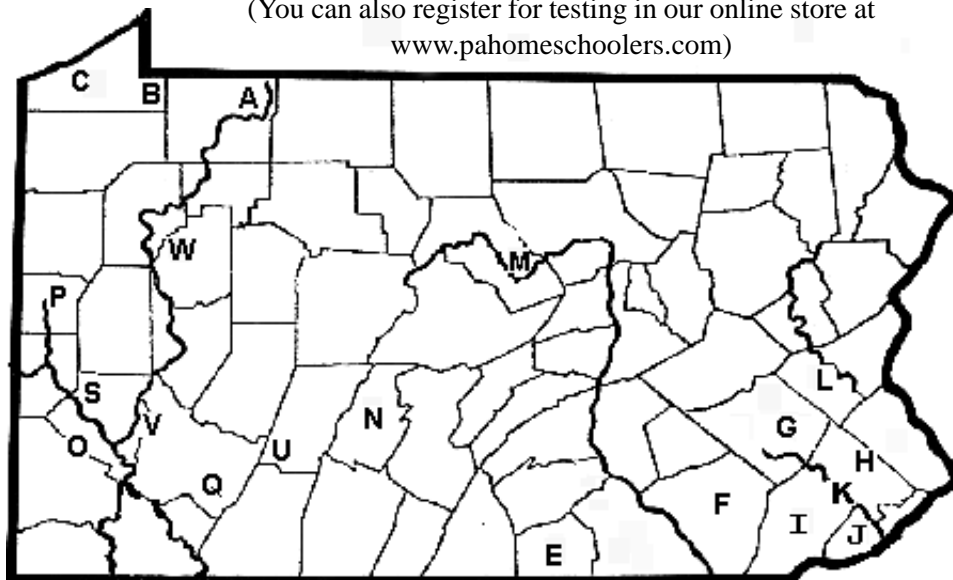 (You can also register for testing in our online store at
www.pahomeschoolers.com)
C
B
A
W
M
P
S
L
N
G
V
O
U
H
Q
K
F
I
J
E